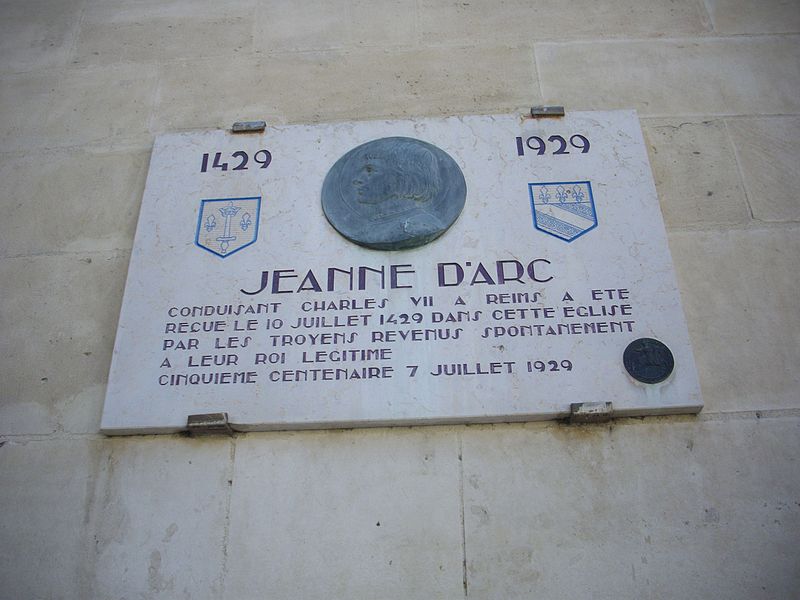 1429 1929
JEANNE D'ARC
CONDUISANT CHARLES VII A REIMS A ETE
REÇUE LE 10 JUILLET 1429 DANS CETTE EGLISE
PAR LES TROYENS REVENUS SPONTANEMENT
A LEUR ROI LEGITIME
CINQUIEME CENTENAIRE 7 JUILLET 1929